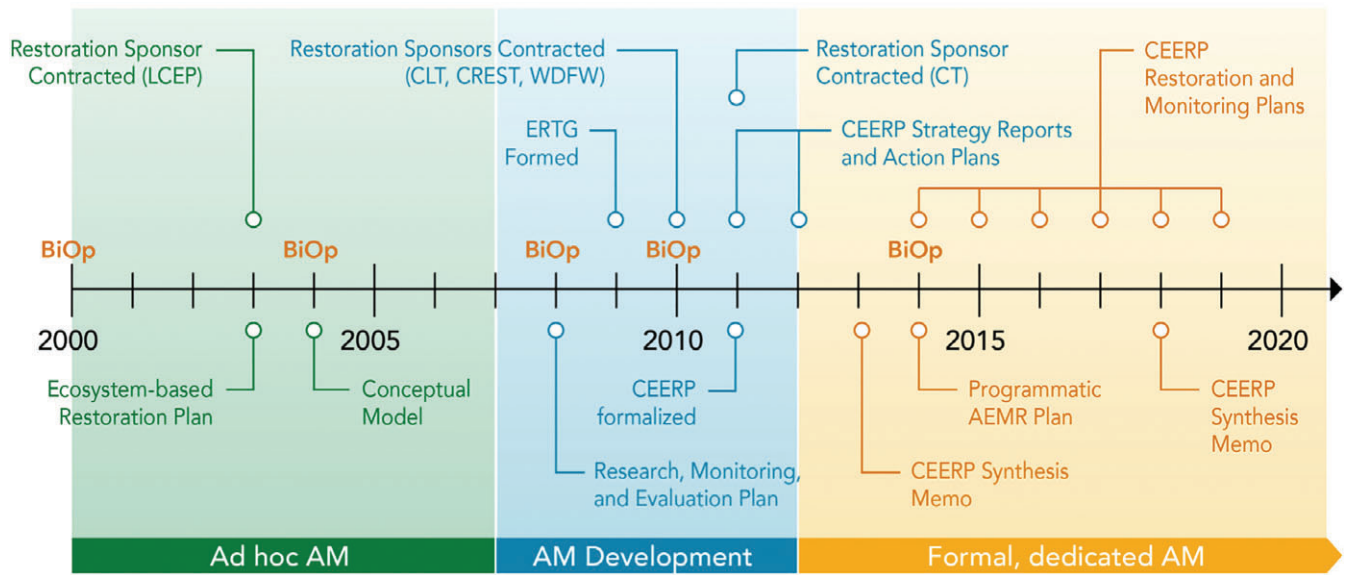 Restoration Sponsor
Contracted (LCEP)
Restoration Sponsors Contracted
(CLT, CREST, WDFW)
Restoration Sponsor
Contracted (CT)
CEERP
Restoration and
Monitoring Plans
ERTG
Formed
CEERP Strategy Reports
and Action Plans
BiOp
BiOp
BiOp
BiOp
BiOp
2000
2005
2010
2015
2020
Ecosystem-based
Restoration Plan
Conceptual
Model
CEERP
formalized
Programmatic
AEMR Plan
CEERP
Synthesis
Memo
Research, Monitoring,
and Evaluation Plan
CEERP Synthesis
Memo
Ad hoc AM
AM Development
Formal, dedicated AM